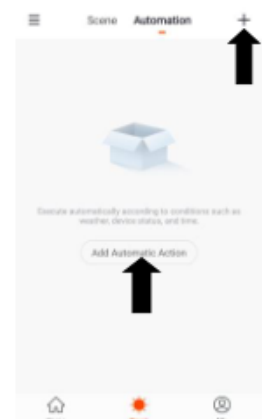 Scene Automation
Execute automatically according to conditions such as
weather, device status, and time.
Add Automatic Action